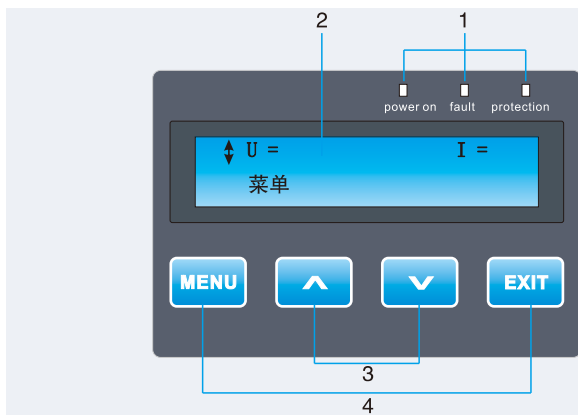 2 1
power on fault protection
U = I =
菜单
MENU ∧ ∨ EXIT
3
4